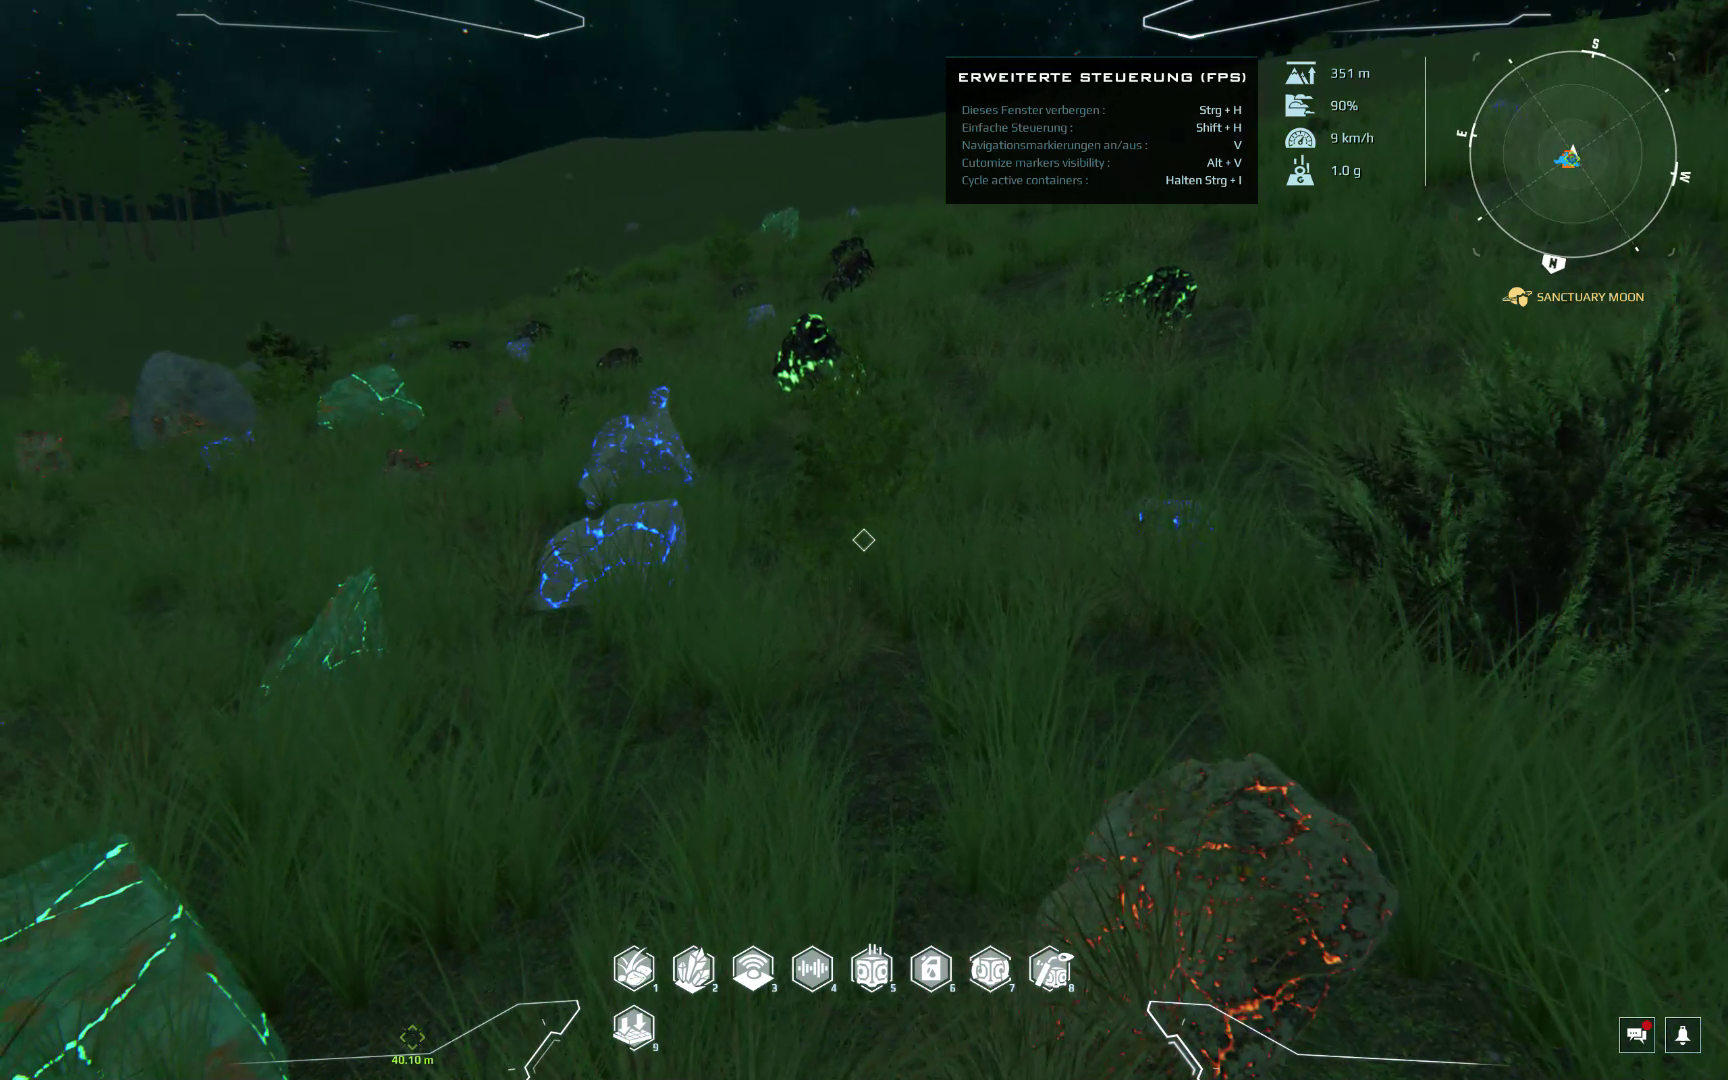 ERWEITERTE STEUERUNG (FPS)
Dieses Fenster verbergen : Strg + H
Einfache Steuerung : Shift + H
Navigationsmarkierungen an/aus : V
Cutomize markers visibility : Alt + V
Cycle active containers : Halten Strg + I
351 m
90%
9 km/h
1.0 g
G
S
E
W
N
SANCTUARY MOON
1
2
3
4
5
6
7
8
9
40.10 m